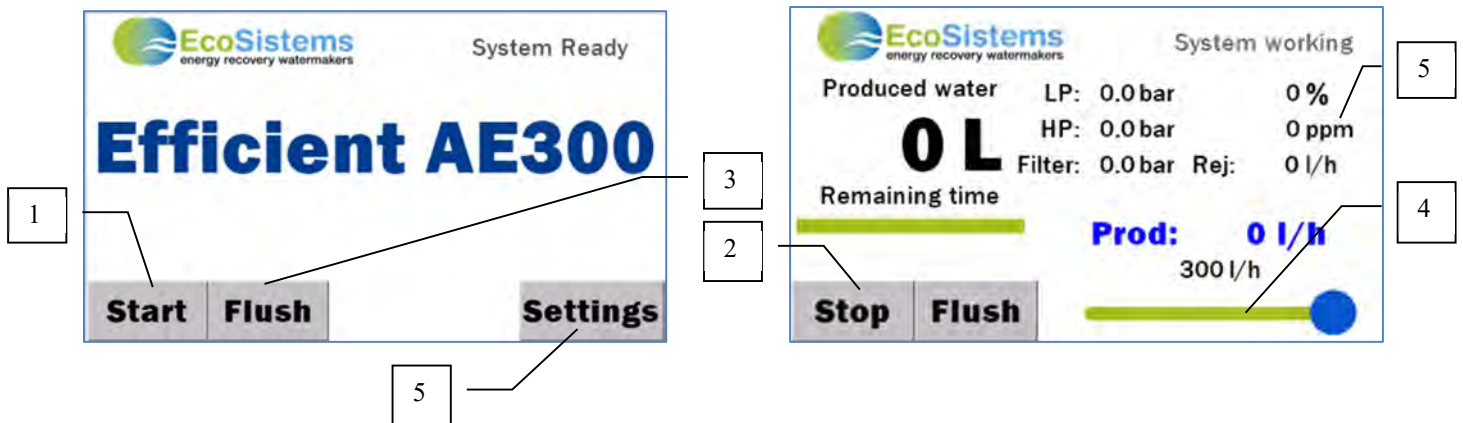 EcoSistems
energy recovery watermakers
System Ready
Efficient AE300
Start
Flush
Settings
1
3
5
EcoSistems
energy recovery watermakers
System working
Produced water
0 L
Remaining time
LP: 0.0 bar 0 %
HP: 0.0 bar 0 ppm
Filter: 0.0 bar Rej: 0 l/h
Prod: 0 l/h
300 l/h
Stop
Flush
2
5
4